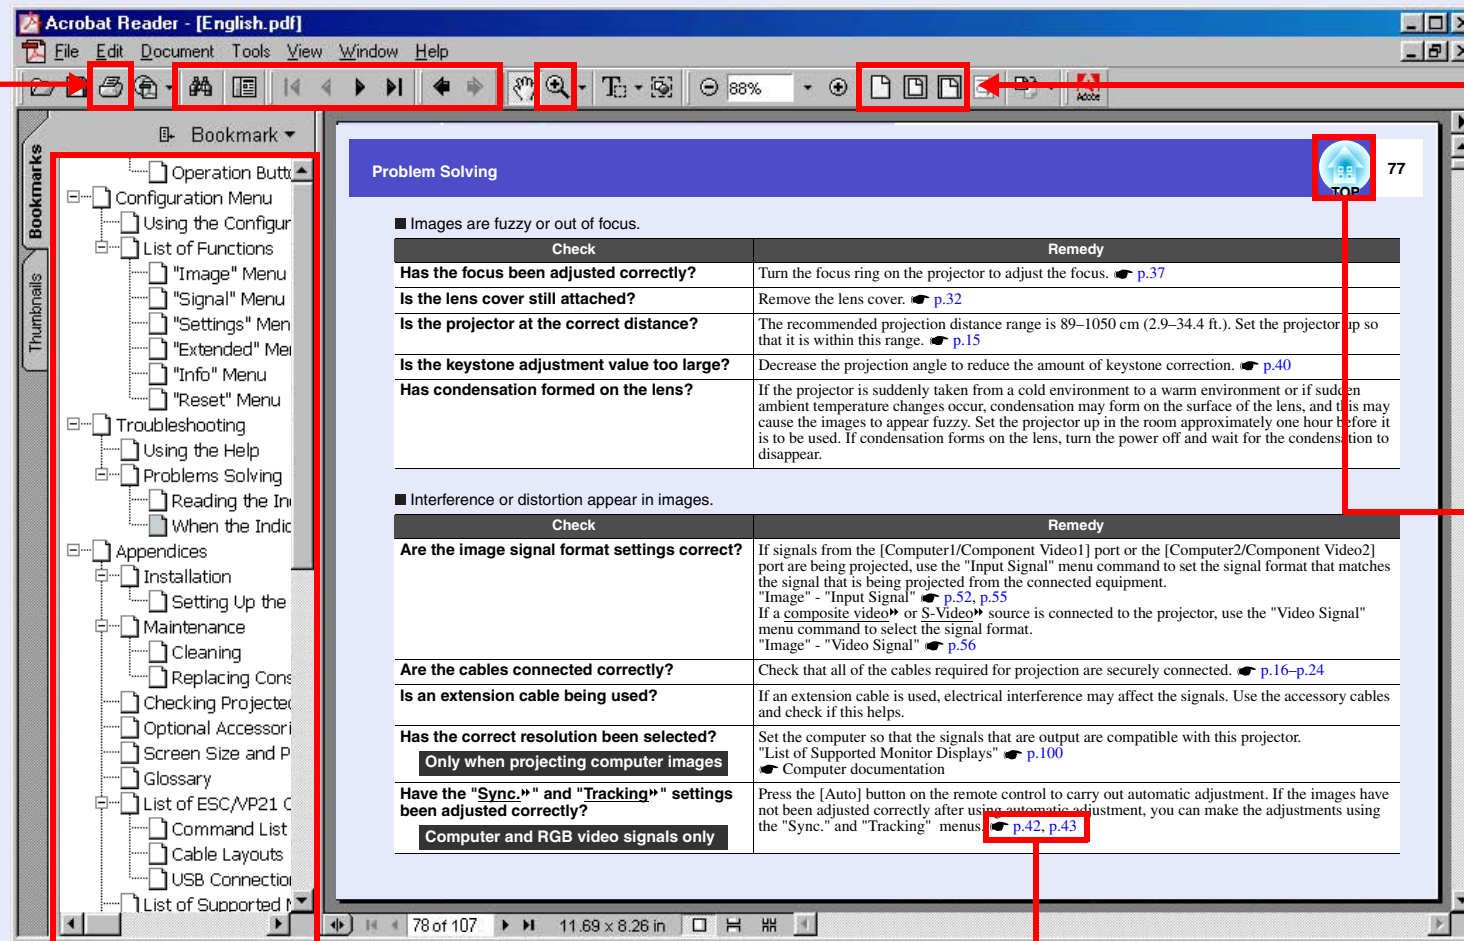 Acrobat Reader - [English.pdf]
File Edit Document Tools View Window Help
88%
Adobe
Bookmarks
Thumbnails
Bookmark
Operation Butt
Configuration Menu
Using the Configur
List of Functions
"Image" Menu
"Signal" Menu
"Settings" Men
"Extended" Me
"Info" Menu
"Reset" Menu
Troubleshooting
Using the Help
Problems Solving
Reading the In
When the Indic
Appendices
Installation
Setting Up the
Maintenance
Cleaning
Replacing Cons
Checking Projected
Optional Accessori
Screen Size and P
Glossary
List of ESC/VP21 C
Command List
Cable Layouts
USB Connection
List of Supported M
Problem Solving
TOP
77
Images are fuzzy or out of focus.
Check Remedy
Has the focus been adjusted correctly? Turn the focus ring on the projector to adjust the focus. ☛ p.37
Is the lens cover still attached? Remove the lens cover. ☛ p.32
Is the projector at the correct distance? The recommended projection distance range is 89–1050 cm (2.9–34.4 ft.). Set the projector up so
that it is within this range. ☛ p.15
Is the keystone adjustment value too large? Decrease the projection angle to reduce the amount of keystone correction. ☛ p.40
Has condensation formed on the lens? If the projector is suddenly taken from a cold environment to a warm environment or if sudden
ambient temperature changes occur, condensation may form on the surface of the lens, and this may
cause the images to appear fuzzy. Set the projector up in the room approximately one hour before it
is to be used. If condensation forms on the lens, turn the power off and wait for the condensation to
disappear.
Interference or distortion appear in images.
Check Remedy
Are the image signal format settings correct? If signals from the [Computer1/Component Video1] port or the [Computer2/Component Video2]
port are being projected, use the "Input Signal" menu command to set the signal format that matches
the signal that is being projected from the connected equipment.
"Image" - "Input Signal" ☛ p.52, p.55
If a composite video or S-Video source is connected to the projector, use the "Video Signal"
menu command to select the signal format.
"Image" - "Video Signal" ☛ p.56
Are the cables connected correctly? Check that all of the cables required for projection are securely connected. ☛ p.16–p.24
Is an extension cable being used? If an extension cable is used, electrical interference may affect the signals. Use the accessory cables
and check if this helps.
Has the correct resolution been selected? Set the computer so that the signals that are output are compatible with this projector.
Only when projecting computer images "List of Supported Monitor Displays" ☛ p.100
☛ Computer documentation
Have the "Sync." and "Tracking" settings Press the [Auto] button on the remote control to carry out automatic adjustment. If the images have
been adjusted correctly? not been adjusted correctly after using automatic adjustment, you can make the adjustments using
Computer and RGB video signals only the "Sync." and "Tracking" menus. ☛ p.42, p.43
78 of 107 11.69 x 8.26 in